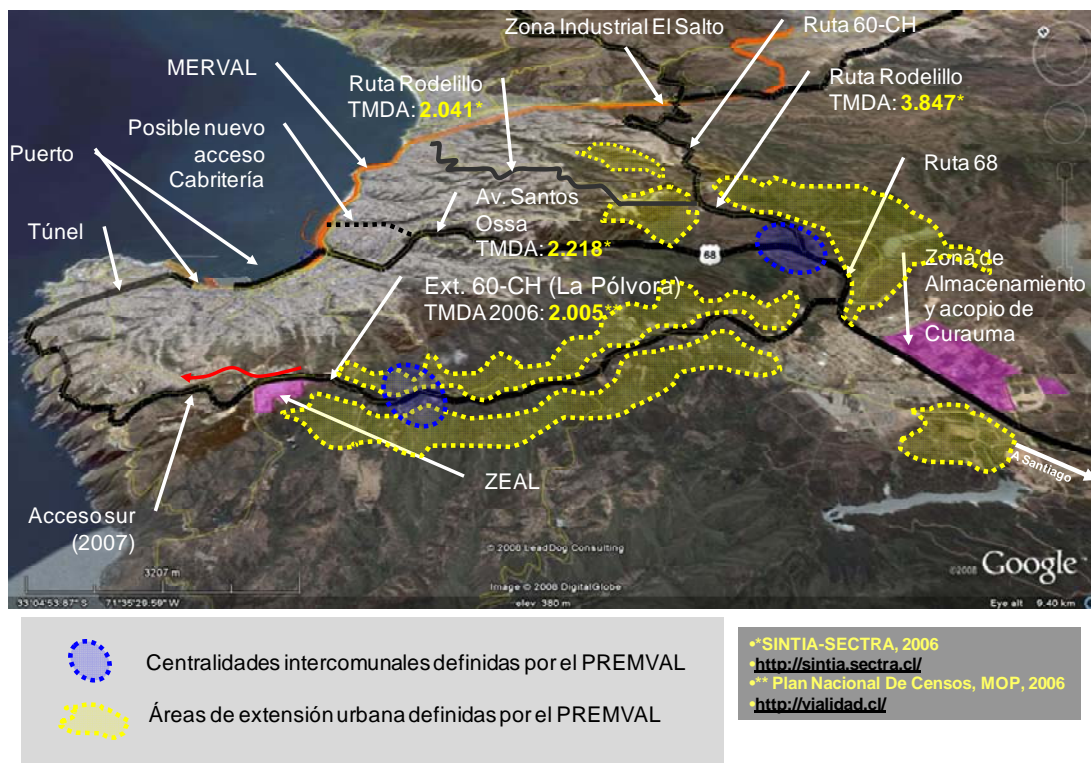 Zona Industrial El Salto
Ruta 60-CH
MERVAL
Ruta Rodelillo
TMDA: 2.041*
Ruta Rodelillo
TMDA: 3.847*
Posible nuevo
acceso
Cabritería
Puerto
Ruta 68
Túnel
Av. Santos
Ossa
TMDA: 2.218*
68
Zona de
Almacenamiento
y acopio de
Curauma
Ext. 60-CH (La Pólvora)
TMDA 2006: 2.005**
ZEAL
A Santiago
Acceso sur
(2007)
© 2008 LeadDog Consulting
©2008 Google
3207 m
Image © 2008 DigitalGlobe
33°04'53.67" S 71°35'29.59" W
elev 380 m
Eye alt 9.40 km
Centralidades intercomunales definidas por el PREMVAL
Áreas de extensión urbana definidas por el PREMVAL
•*SINTIA-SECTRA, 2006
•http://sintia.sectra.cl/
•** Plan Nacional De Censos, MOP, 2006
•http://vialidad.cl/